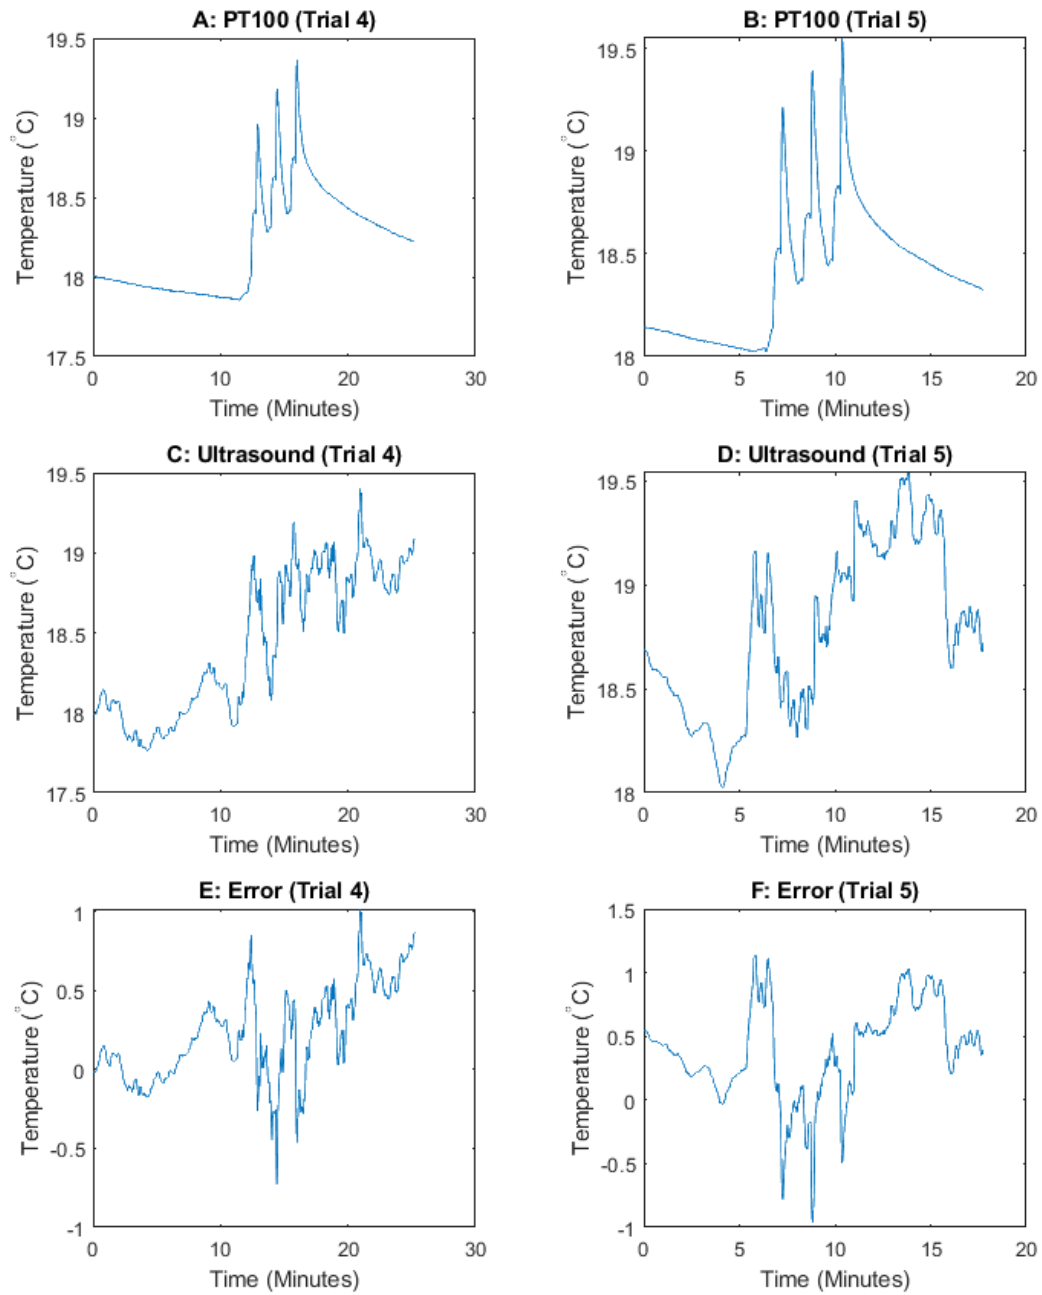 A: PT100 (Trial 4)
Temperature (°C)
19.5
19
18.5
18
17.5
0 10 20 30
Time (Minutes)
B: PT100 (Trial 5)
Temperature (°C)
19.5
19
18.5
18
0 5 10 15 20
Time (Minutes)
C: Ultrasound (Trial 4)
Temperature (°C)
19.5
19
18.5
18
17.5
0 10 20 30
Time (Minutes)
D: Ultrasound (Trial 5)
Temperature (°C)
19.5
19
18.5
18
0 5 10 15 20
Time (Minutes)
E: Error (Trial 4)
Temperature (°C)
1
0.5
0
-0.5
-1
0 10 20 30
Time (Minutes)
F: Error (Trial 5)
Temperature (°C)
1.5
1
0.5
0
-0.5
-1
0 5 10 15 20
Time (Minutes)